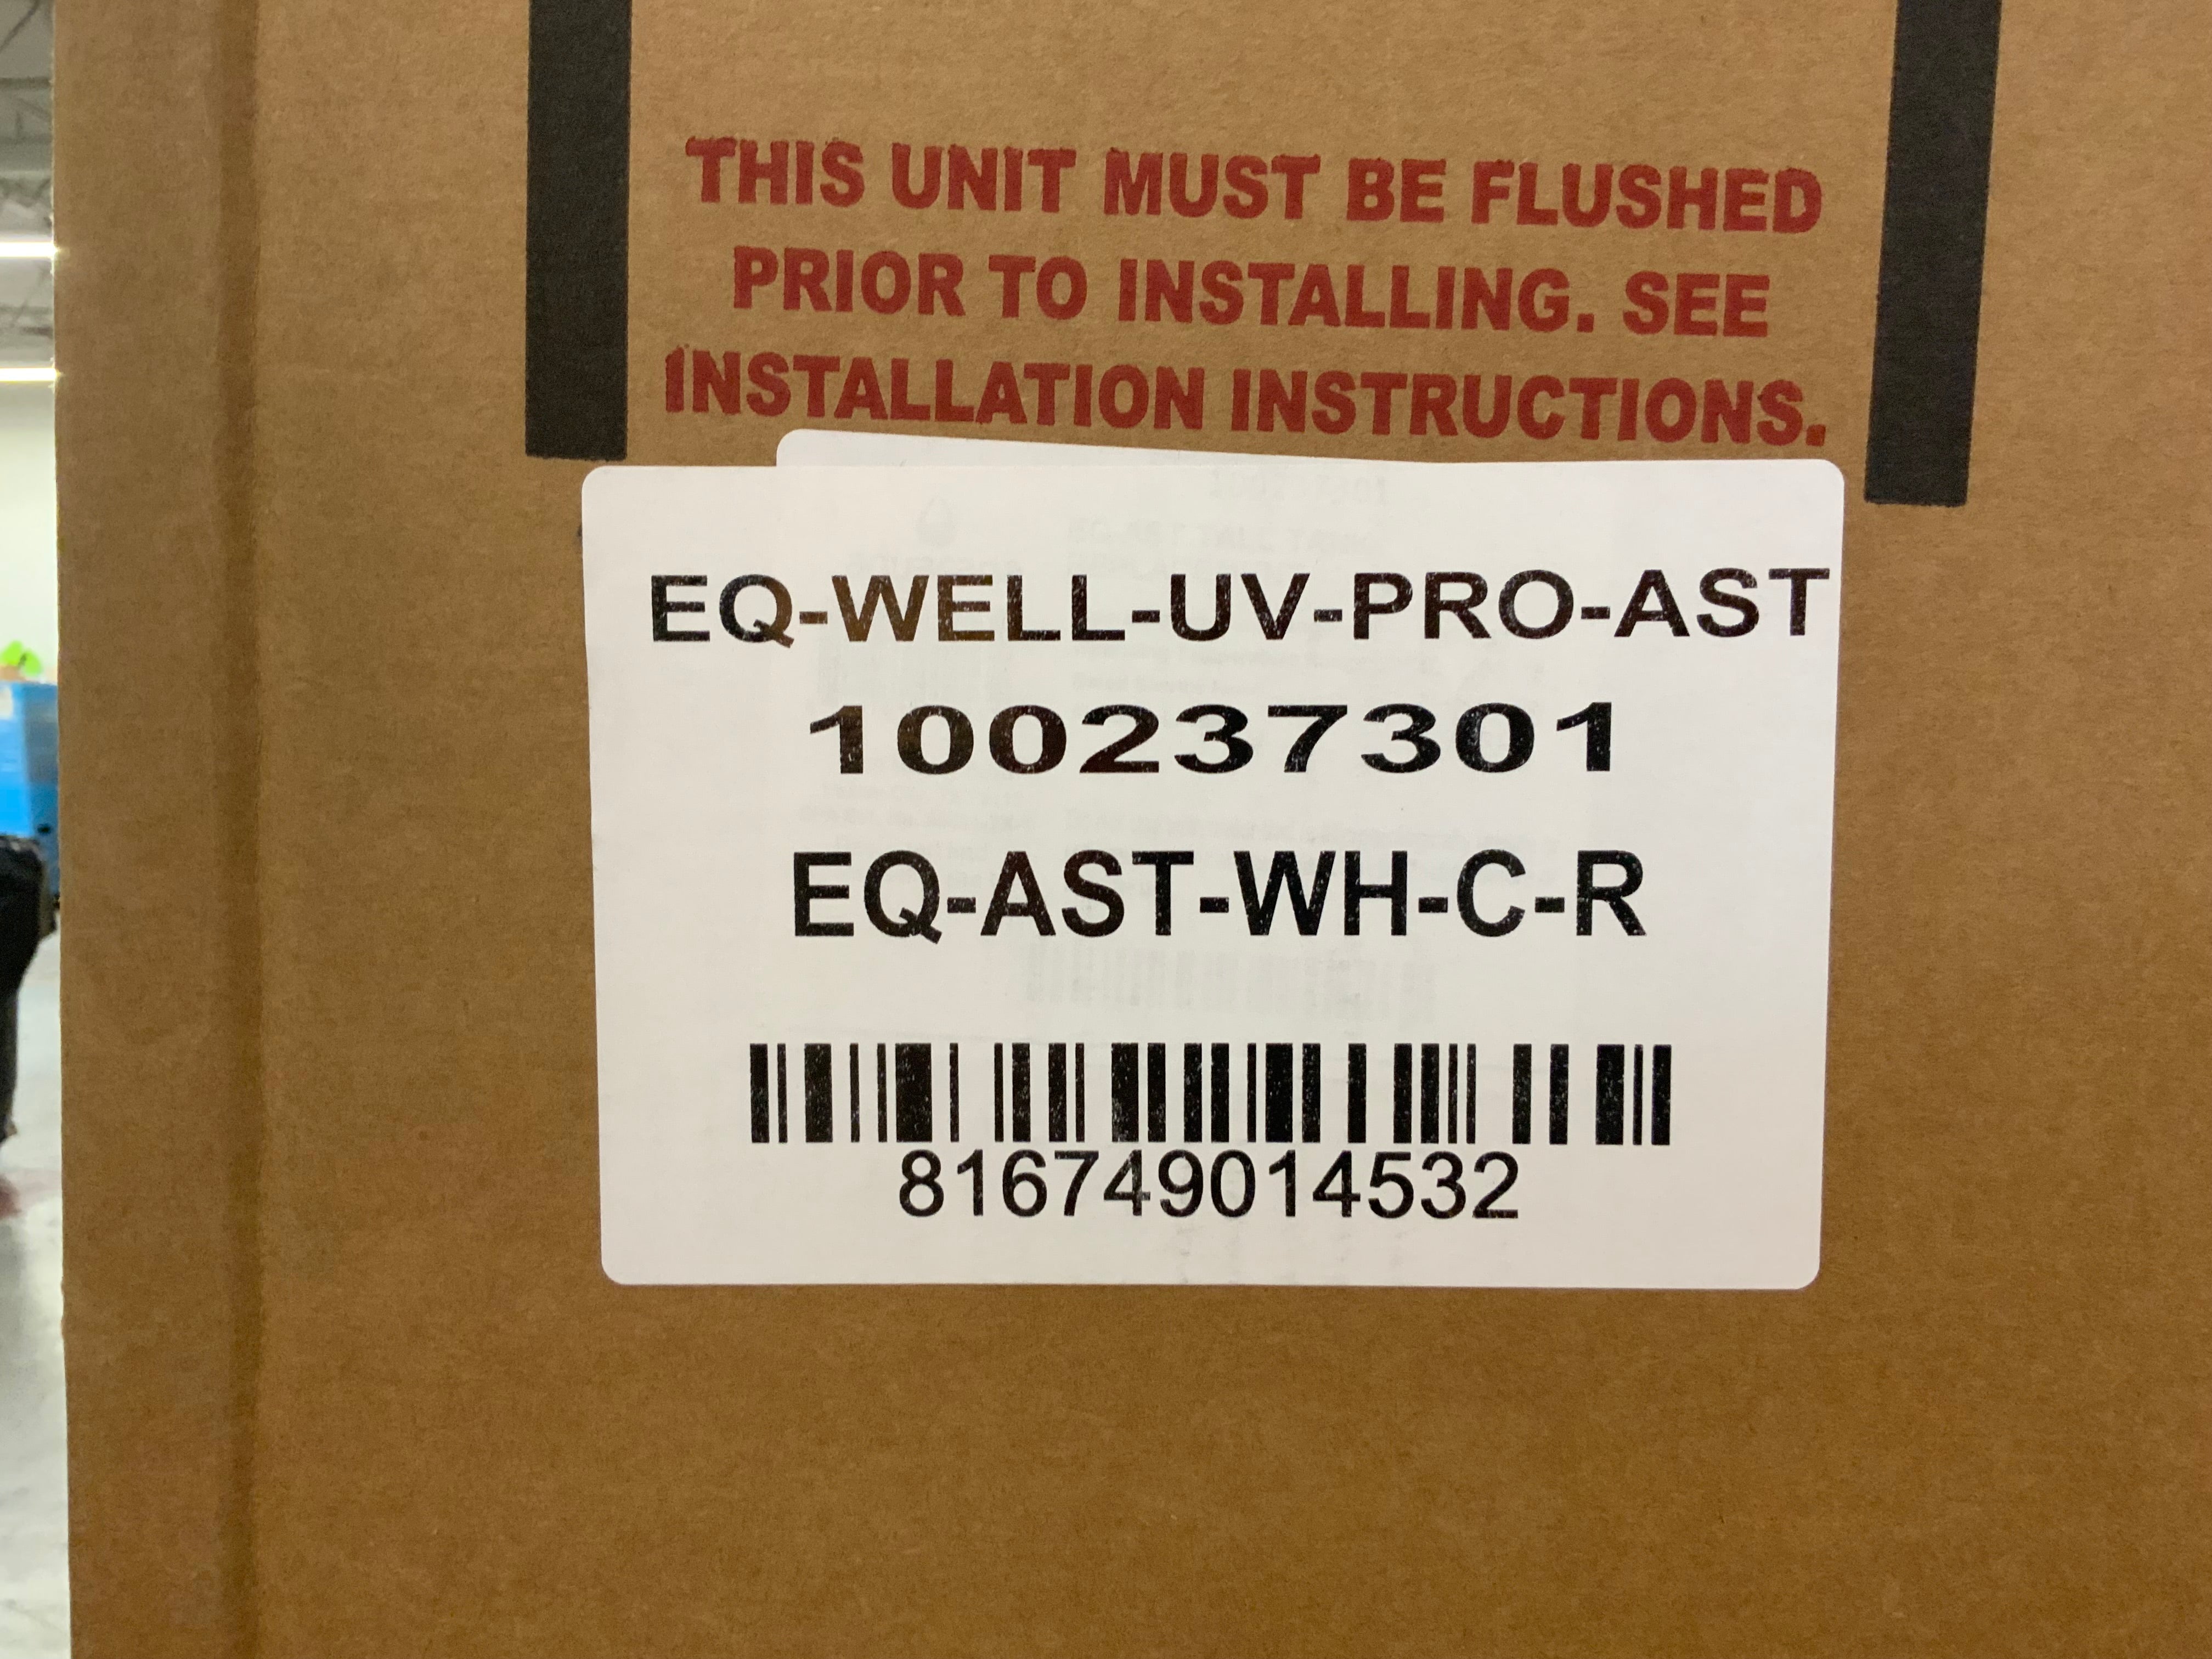 THIS UNIT MUST BE FLUSHED
PRIOR TO INSTALLING. SEE
INSTALLATION INSTRUCTIONS.
EQ-WELL-UV-PRO-AST
100237301
EQ-AST-WH-C-R
816749014532